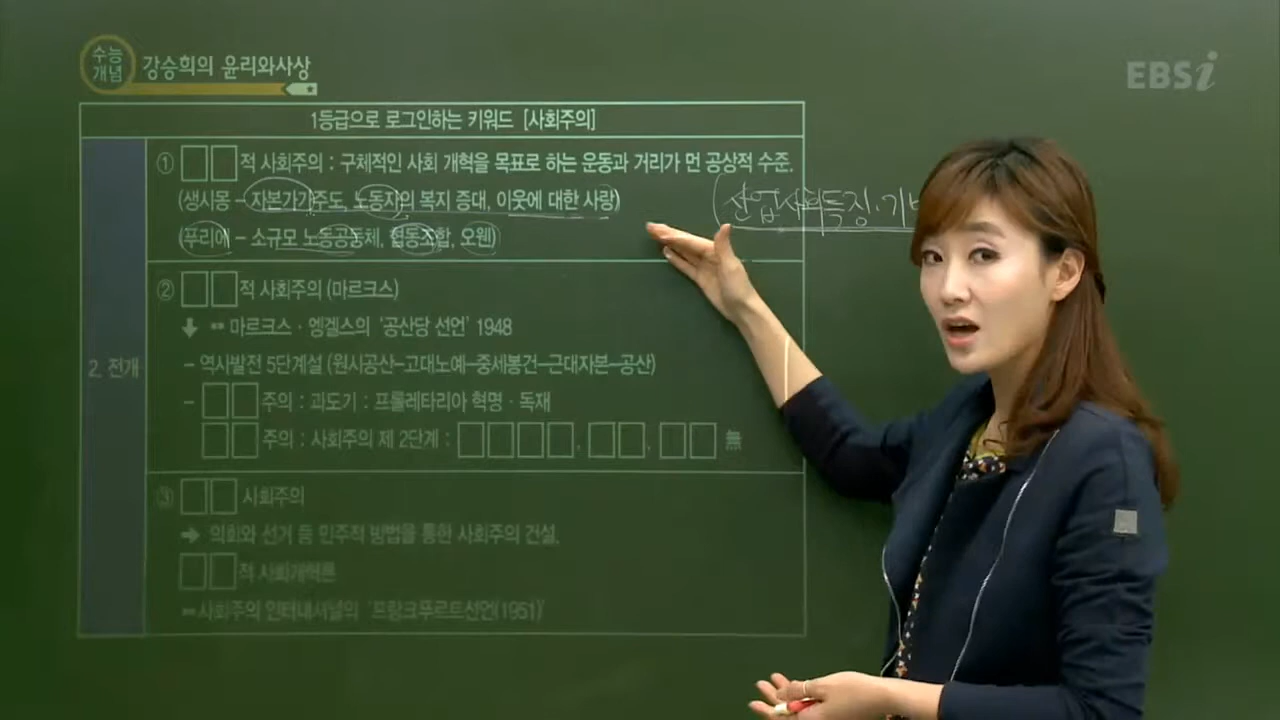 수능
개념
강승희의 윤리와사상
EBSi
1등급으로 로그인하는 키워드 [사회주의]
① □□적 사회주의 : 구체적인 사회 개혁을 목표로 하는 운동과 거리가 먼 공상적 수준.
(생시몽 – 자본가가 주도, 노동자의 복지 증대, 이웃에 대한 사랑)
(산업사회특징·기
(푸리에 – 소규모 노동공동체, 협동조합, 오웬)
② □□적 사회주의 (마르크스)
마르크스·엥겔스의 '공산당 선언' 1948
2. 전개
– 역사발전 5단계설 (원시공산–고대노예–중세봉건–근대자본–공산)
– □□주의 : 과도기 : 프롤레타리아 혁명·독재
□□주의 : 사회주의 제 2단계 : □□□□, □□, □□ 無
③ □□ 사회주의
➔ 의회와 선거 등 민주적 방법을 통한 사회주의 건설.
□□적 사회개혁론
사회주의 인터내셔널의 '프랑크푸르트선언(1951)'